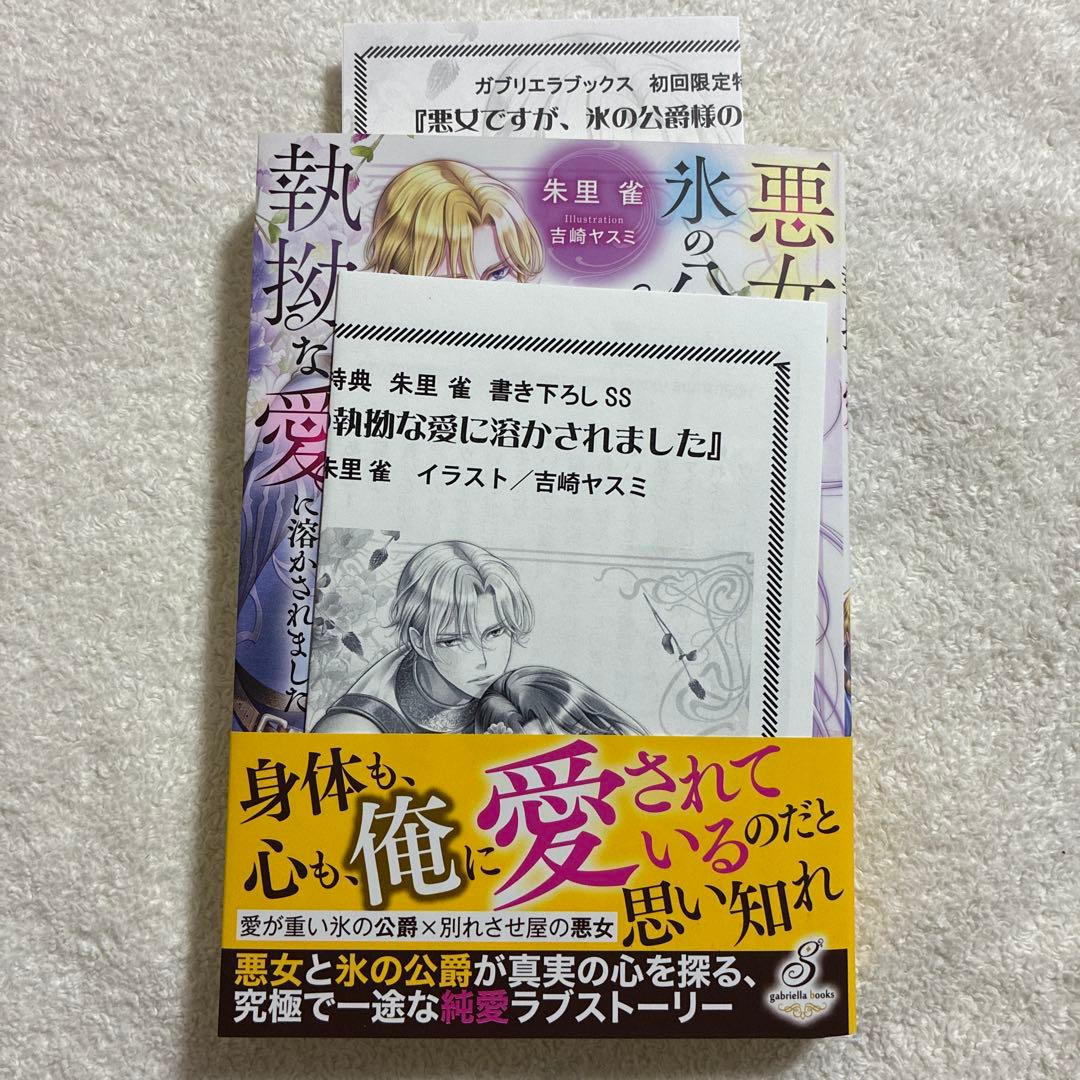 ガブリエラブックス 初回限定特
『悪女ですが、氷の公爵様の
悪女
氷の公
執拗な愛に溶かされました
朱里 雀
Illustration
吉崎ヤスミ
特典 朱里 雀 書き下ろしSS
執拗な愛に溶かされました』
朱里 雀 イラスト／吉崎ヤスミ
身体も、
心も、俺に愛されて
いるのだと
思い知れ
愛が重い氷の公爵×別れさせ屋の悪女
悪女と氷の公爵が真実の心を探る、
究極で一途な純愛ラブストーリー
gabriella books